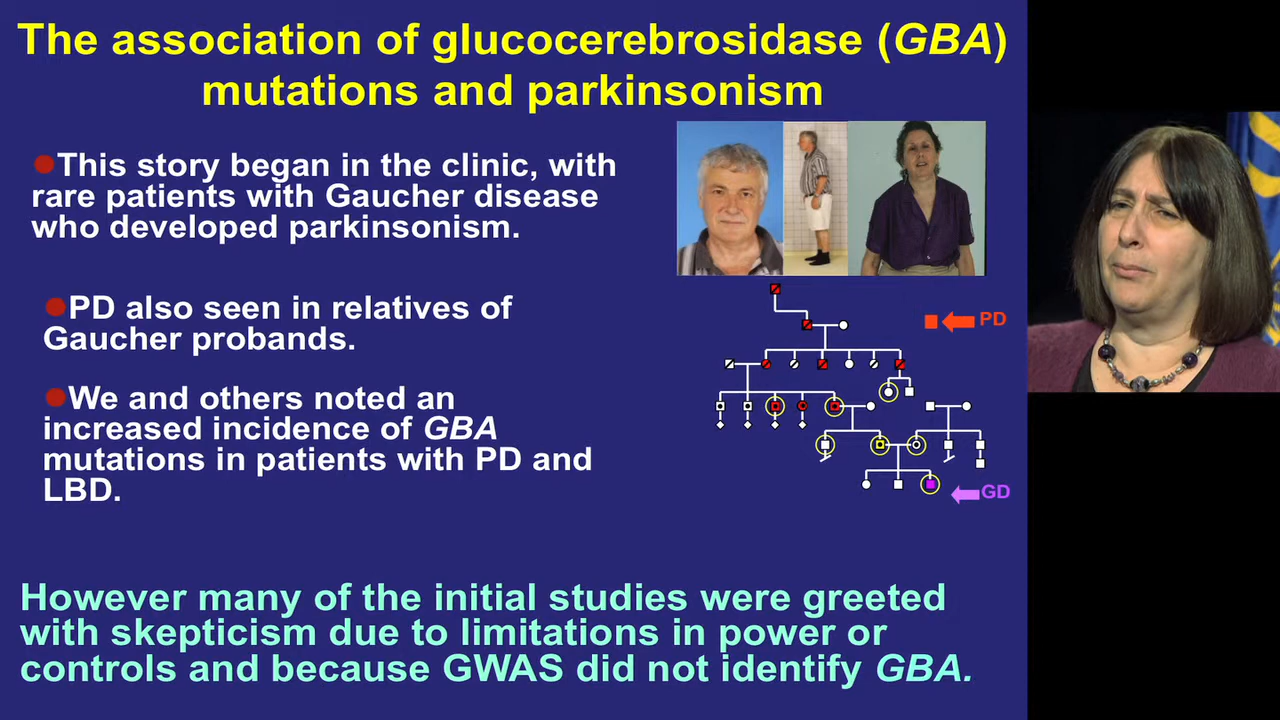 The association of glucocerebrosidase (GBA)
mutations and parkinsonism
This story began in the clinic, with
rare patients with Gaucher disease
who developed parkinsonism.
PD also seen in relatives of
Gaucher probands.
We and others noted an
increased incidence of GBA
mutations in patients with PD and
LBD.
PD
GD
However many of the initial studies were greeted
with skepticism due to limitations in power or
controls and because GWAS did not identify GBA.